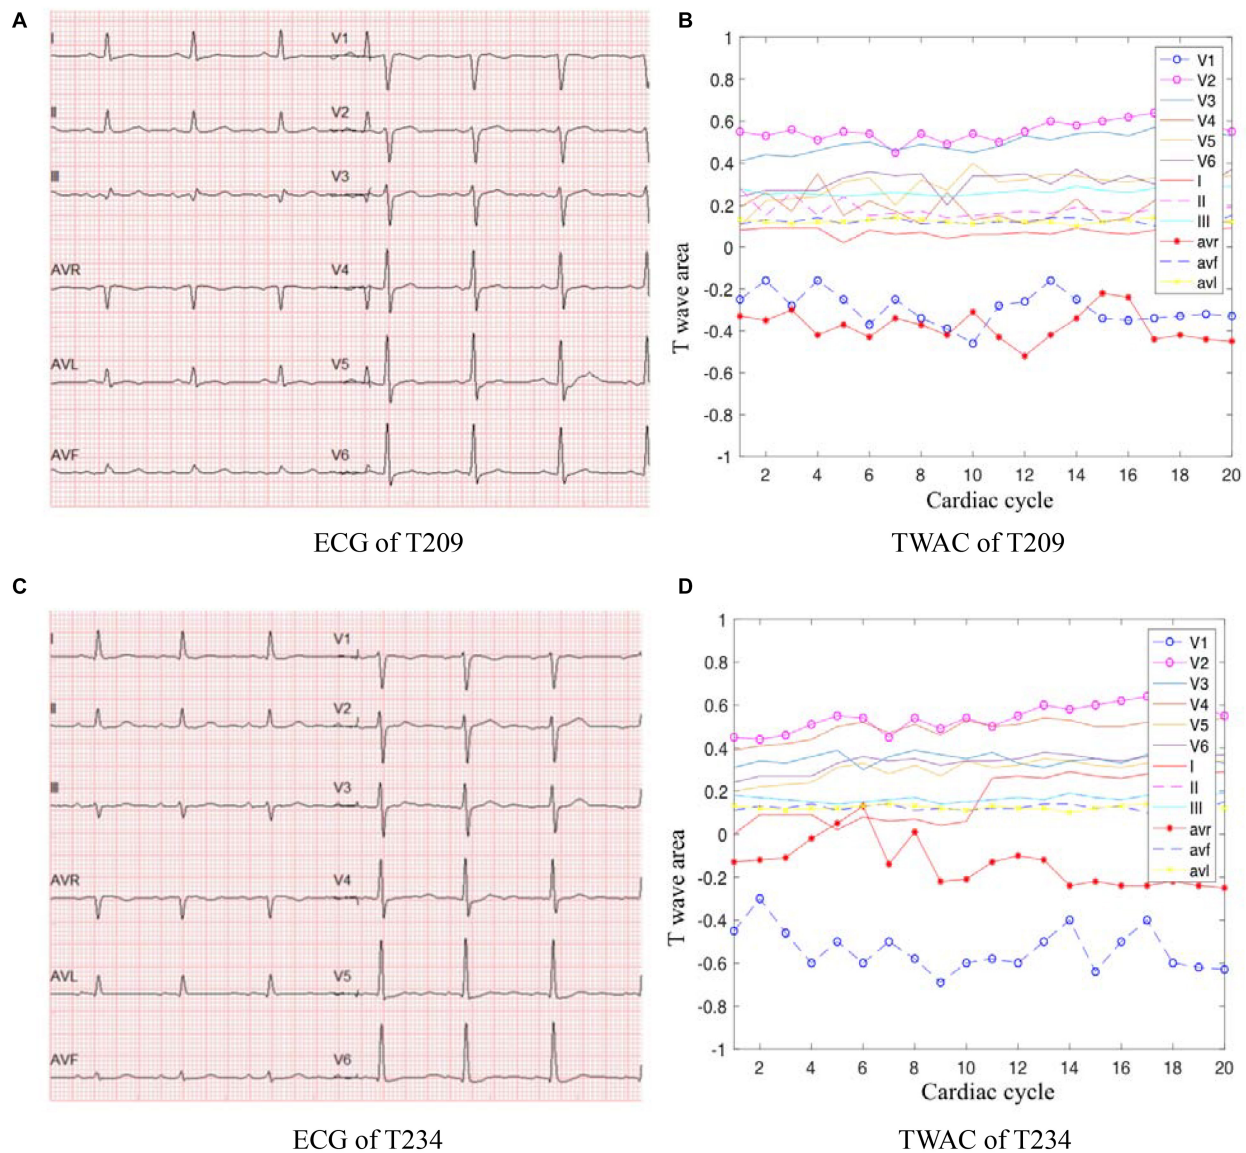 A
I
V1
II
V2
III
V3
AVR
V4
AVL
V5
AVF
V6
ECG of T209
B
1
0.8
0.6
0.4
0.2
0
-0.2
-0.4
-0.6
-0.8
-1
T wave area
2 4 6 8 10 12 14 16 18 20
Cardiac cycle
V1
V2
V3
V4
V5
V6
I
II
III
avr
avf
avl
TWAC of T209
C
I
V1
II
V2
III
V3
AVR
V4
AVL
V5
AVF
V6
ECG of T234
D
1
0.8
0.6
0.4
0.2
0
-0.2
-0.4
-0.6
-0.8
-1
T wave area
2 4 6 8 10 12 14 16 18 20
Cardiac cycle
V1
V2
V3
V4
V5
V6
I
II
III
avr
avf
avl
TWAC of T234